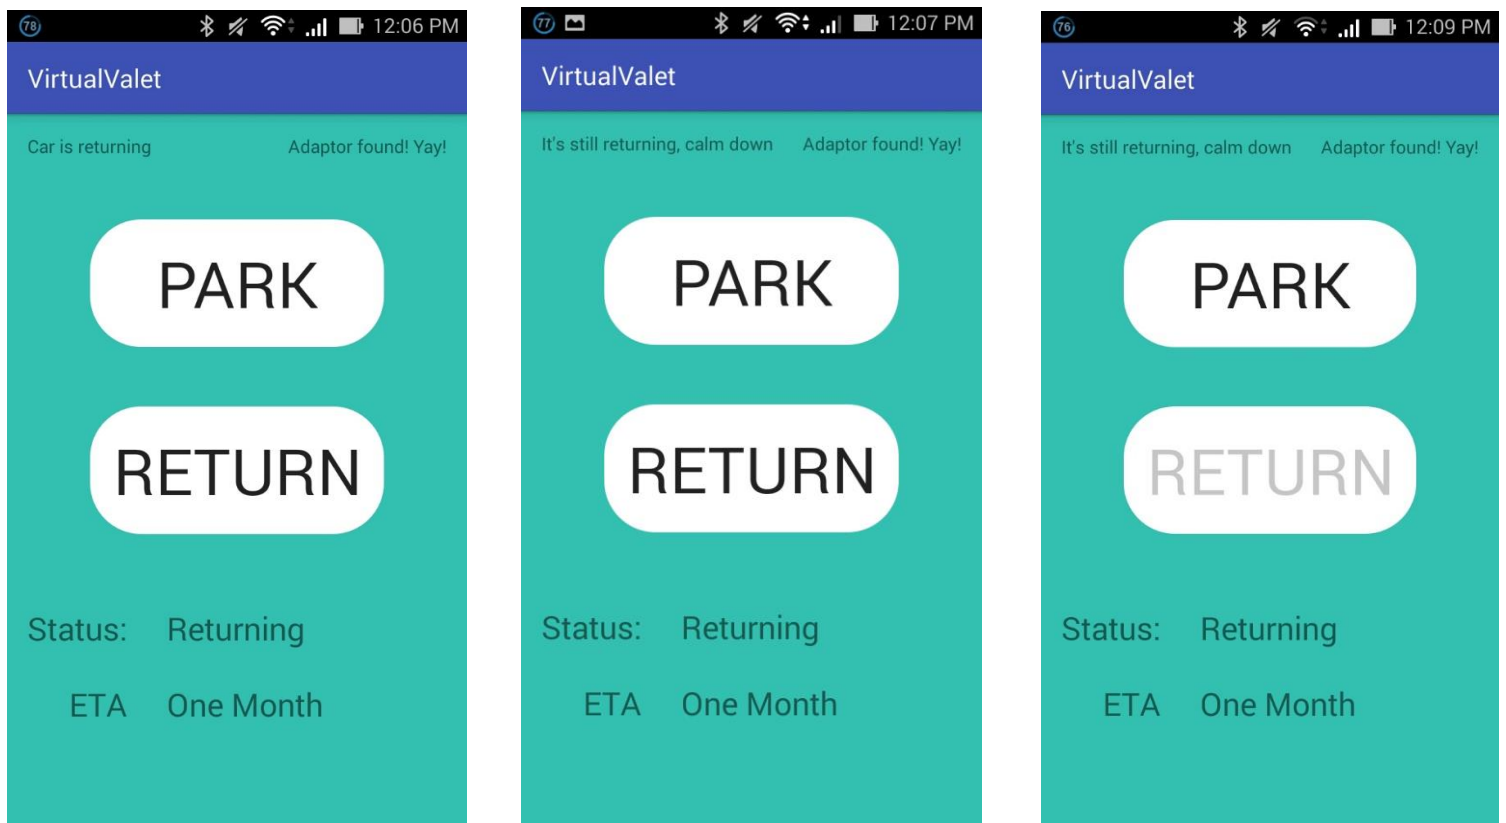 78 12:06 PM
VirtualValet
Car is returning Adaptor found! Yay!
PARK
RETURN
Status: Returning
ETA One Month
77 12:07 PM
VirtualValet
It's still returning, calm down Adaptor found! Yay!
PARK
RETURN
Status: Returning
ETA One Month
76 12:09 PM
VirtualValet
It's still returning, calm down Adaptor found! Yay!
PARK
RETURN
Status: Returning
ETA One Month